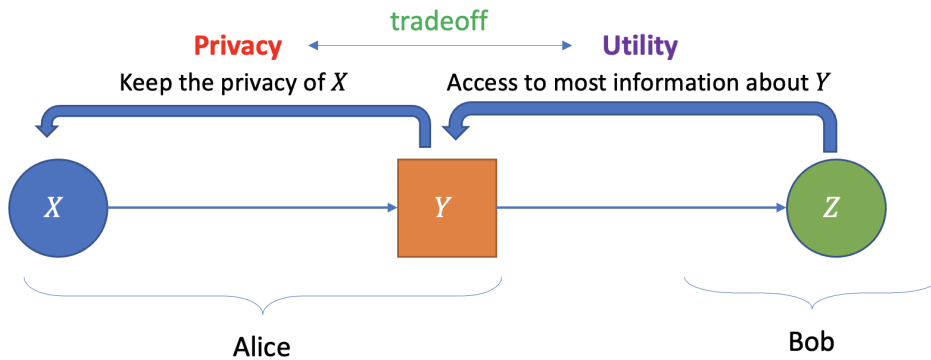 tradeoff
Privacy Utility
Keep the privacy of X Access to most information about Y
X Y Z
Alice Bob